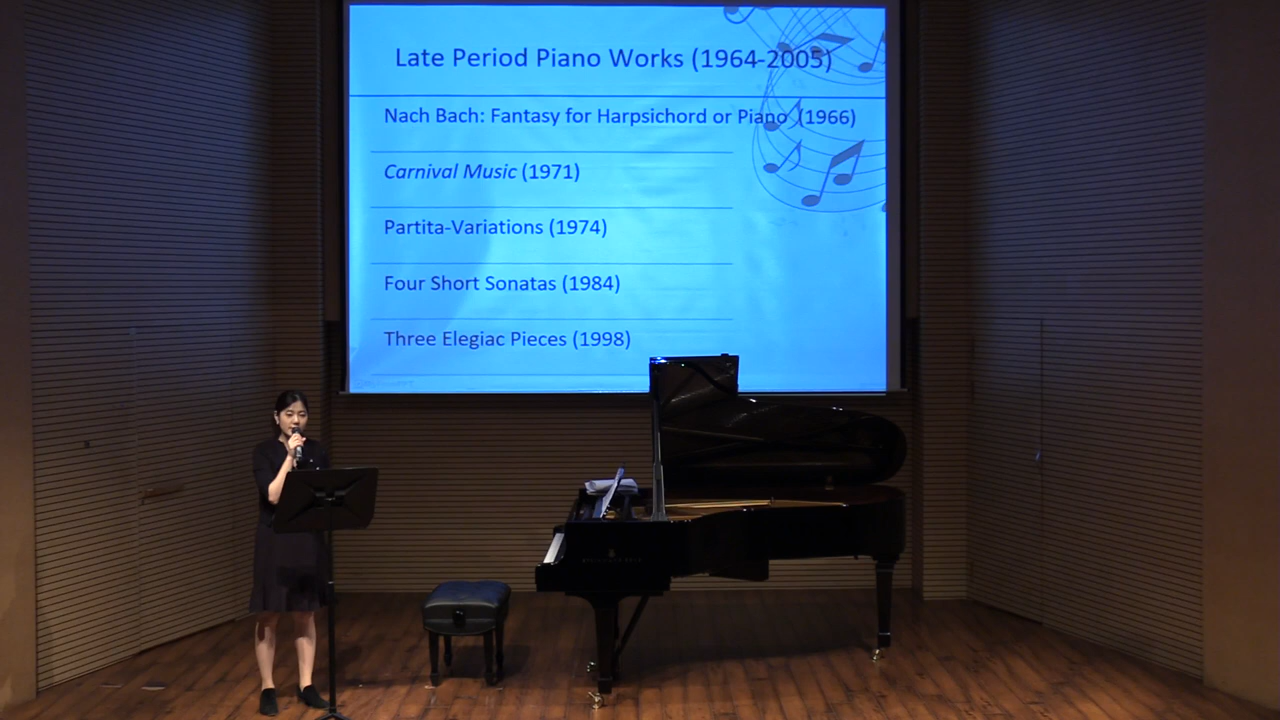 Late Period Piano Works (1964-2005)
Nach Bach: Fantasy for Harpsichord or Piano (1966)
Carnival Music (1971)
Partita-Variations (1974)
Four Short Sonatas (1984)
Three Elegiac Pieces (1998)